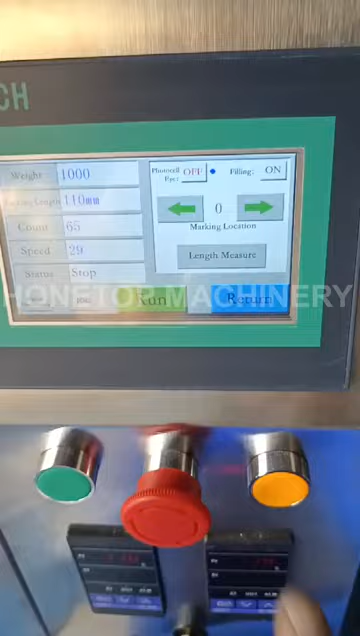 CH
Weight 1000
Photocell Eye: OFF
Filling: ON
110mm
0
Count 65
Marking Location
Speed 29
Length Measure
Status Stop
Run
Return
HONETOP MACHINERY